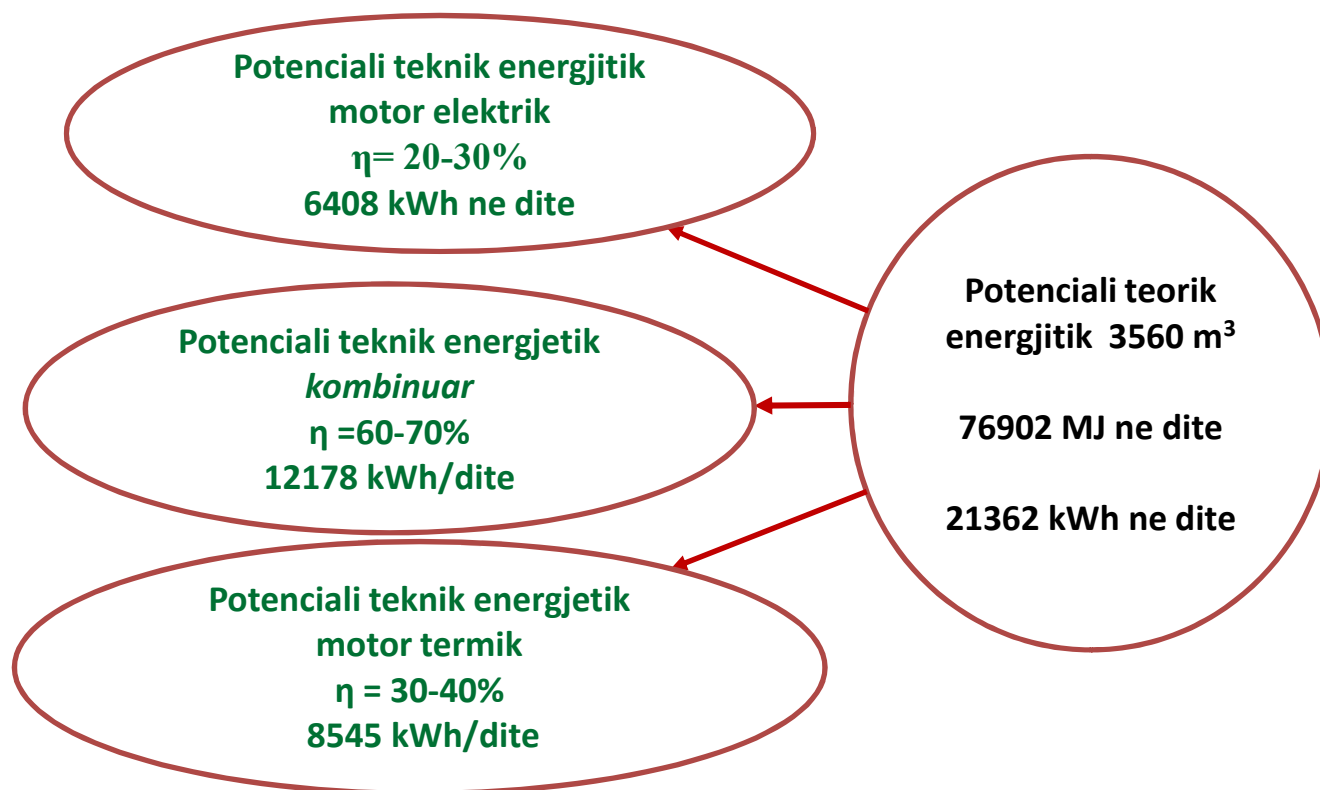 Potenciali teknik energjitik
motor elektrik
η= 20-30%
6408 kWh ne dite
Potenciali teknik energjetik
kombinuar
η =60-70%
12178 kWh/dite
Potenciali teknik energjetik
motor termik
η = 30-40%
8545 kWh/dite
Potenciali teorik
energjitik 3560 m³
76902 MJ ne dite
21362 kWh ne dite